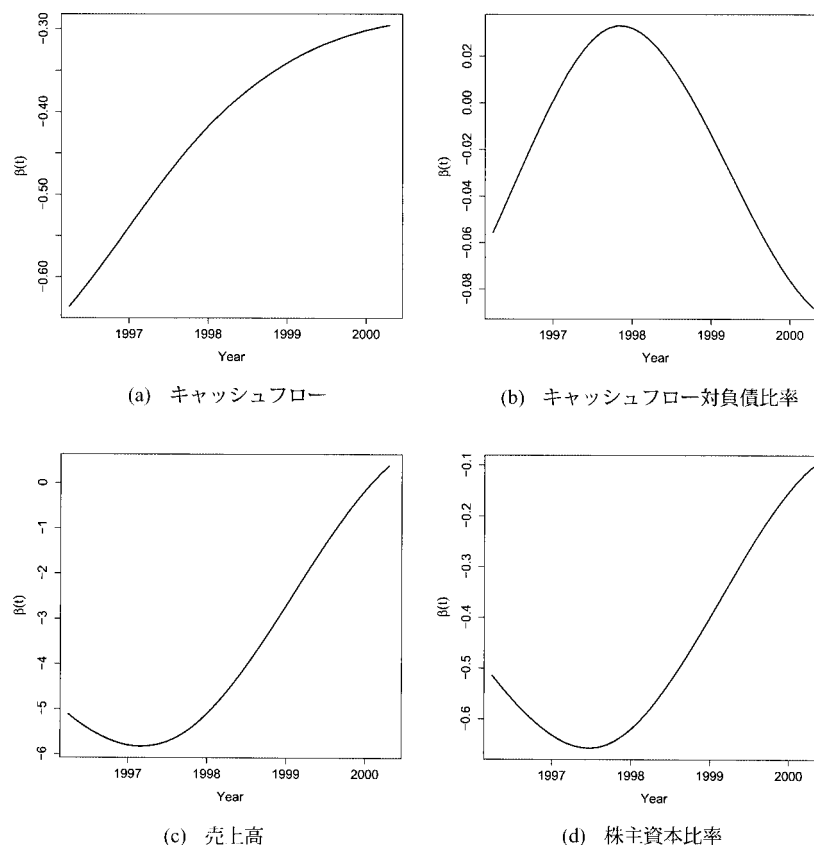 -0.30
-0.40
-0.50
-0.60
β(t)
1997 1998 1999 2000
Year
(a) キャッシュフロー
0.02
0.00
-0.02
-0.04
-0.06
-0.08
β(t)
1997 1998 1999 2000
Year
(b) キャッシュフロー対負債比率
0
-1
-2
-3
-4
-5
-6
β(t)
1997 1998 1999 2000
Year
(c) 売上高
-0.1
-0.2
-0.3
-0.4
-0.5
-0.6
β(t)
1997 1998 1999 2000
Year
(d) 株主資本比率